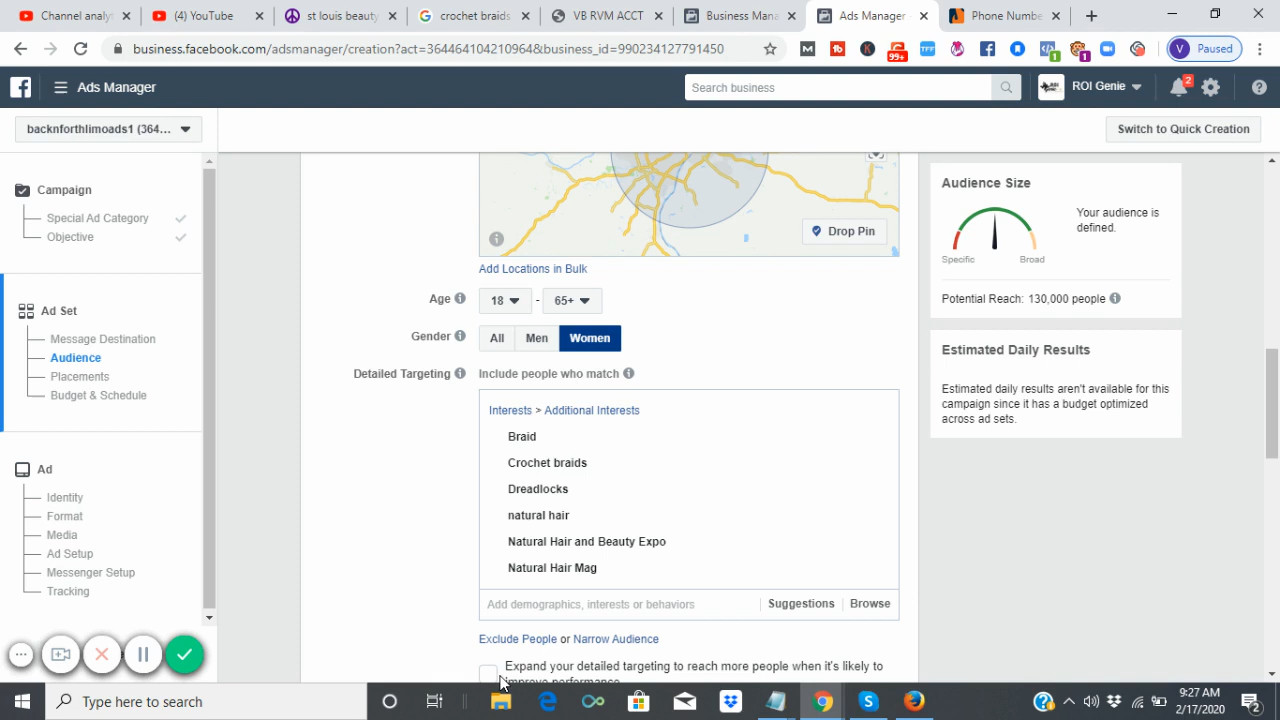 Channel analy
(4) YouTube
st louis beauty
crochet braids
VB RVM ACCT
Business Mana
Ads Manager
Phone Numbe
business.facebook.com/adsmanager/creation?act=364464104210964&business_id=990234127791450
99+
TFF
1
1
V
Paused
Ads Manager
Search business
ROI Genie
2
backnforthlimoads1 (364...
Switch to Quick Creation
Campaign
Special Ad Category
Objective
Ad Set
Message Destination
Audience
Placements
Budget & Schedule
Ad
Identity
Format
Media
Ad Setup
Messenger Setup
Tracking
Drop Pin
Add Locations in Bulk
Age
18
-
65+
Gender
All
Men
Women
Detailed Targeting
Include people who match
Interests > Additional Interests
Braid
Crochet braids
Dreadlocks
natural hair
Natural Hair and Beauty Expo
Natural Hair Mag
Add demographics, interests or behaviors
Suggestions
Browse
Exclude People or Narrow Audience
Expand your detailed targeting to reach more people when it's likely to
improve performance.
Audience Size
Your audience is
defined.
Specific
Broad
Potential Reach: 130,000 people
Estimated Daily Results
Estimated daily results aren't available for this
campaign since it has a budget optimized
across ad sets.
Type here to search
9:27 AM
2/17/2020
2